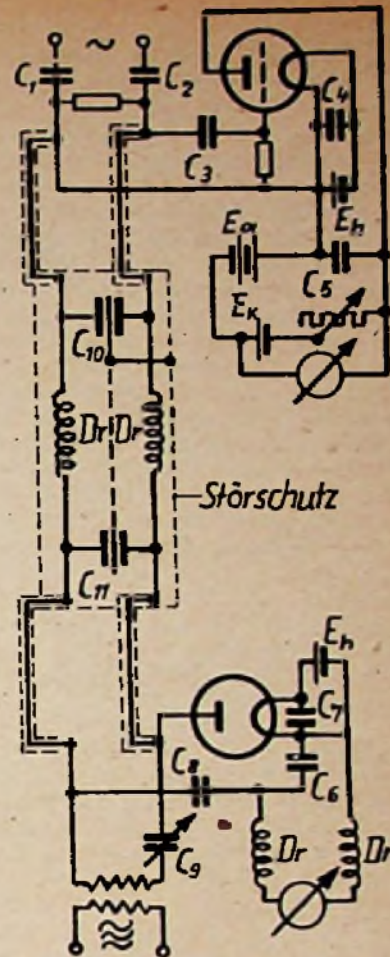 ~
C1
C2
C3
C4
Eh
Ea
C5
Ek
C10
Dr Dr
Störschutz
C11
Eh
C7
C8
C6
C9
Dr
Dr